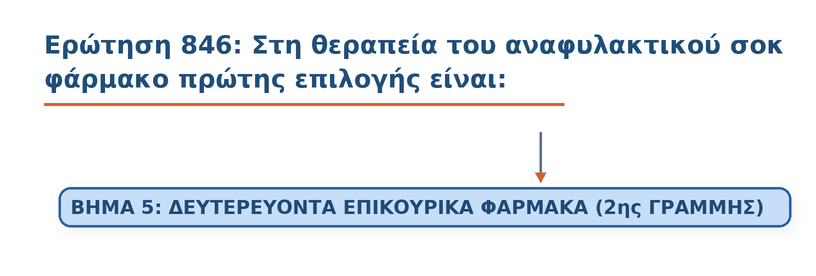 Ερώτηση 846: Στη θεραπεία του αναφυλακτικού σοκ
φάρμακο πρώτης επιλογής είναι:
ΒΗΜΑ 5: ΔΕΥΤΕΡΕΥΟΝΤΑ ΕΠΙΚΟΥΡΙΚΑ ΦΑΡΜΑΚΑ (2ης ΓΡΑΜΜΗΣ)